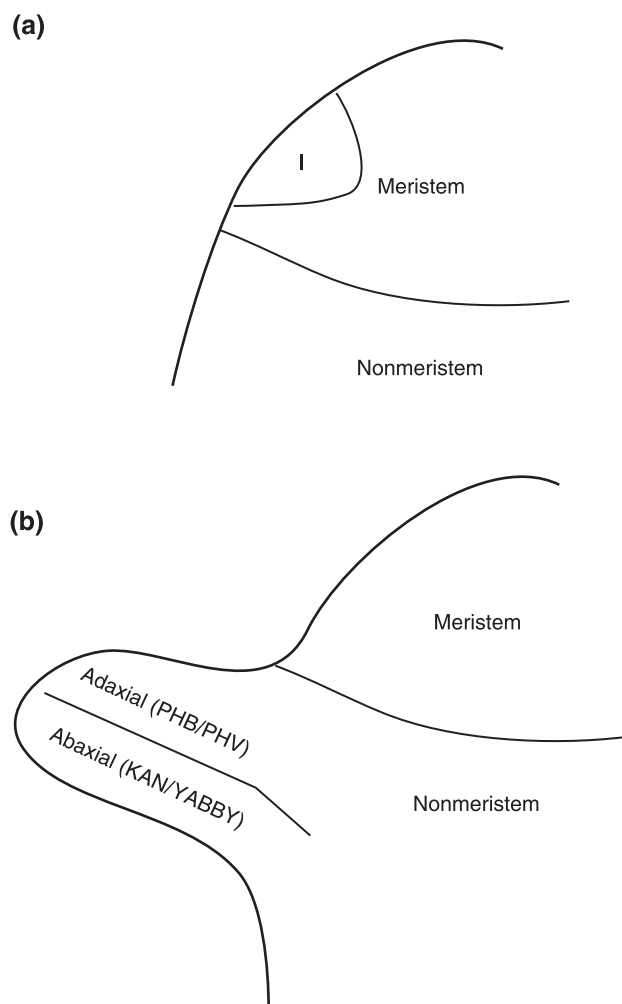 (a)
I
Meristem
Nonmeristem
(b)
Meristem
Adaxial (PHB/PHV)
Abaxial (KAN/YABBY)
Nonmeristem